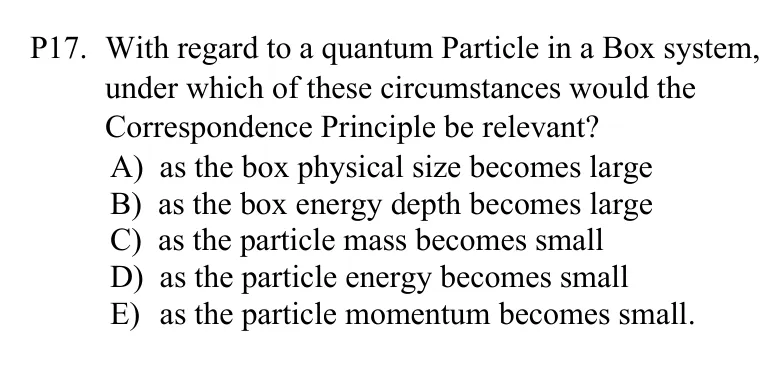 P17. With regard to a quantum Particle in a Box system,
under which of these circumstances would the
Correspondence Principle be relevant?
A) as the box physical size becomes large
B) as the box energy depth becomes large
C) as the particle mass becomes small
D) as the particle energy becomes small
E) as the particle momentum becomes small.